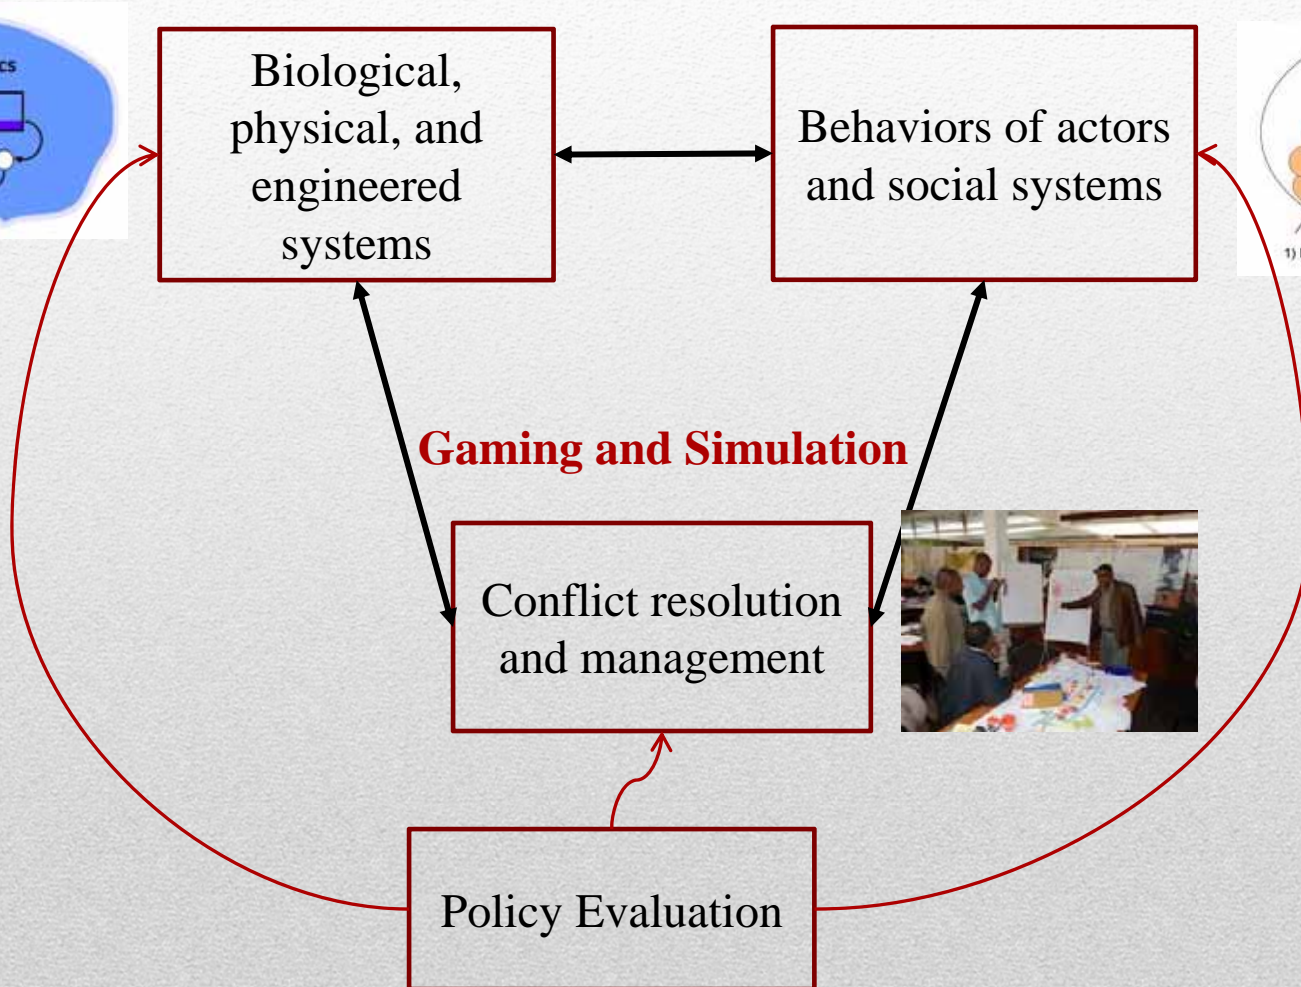 Biological,
physical, and
engineered
systems
Behaviors of actors
and social systems
1)
Gaming and Simulation
Conflict resolution
and management
Policy Evaluation